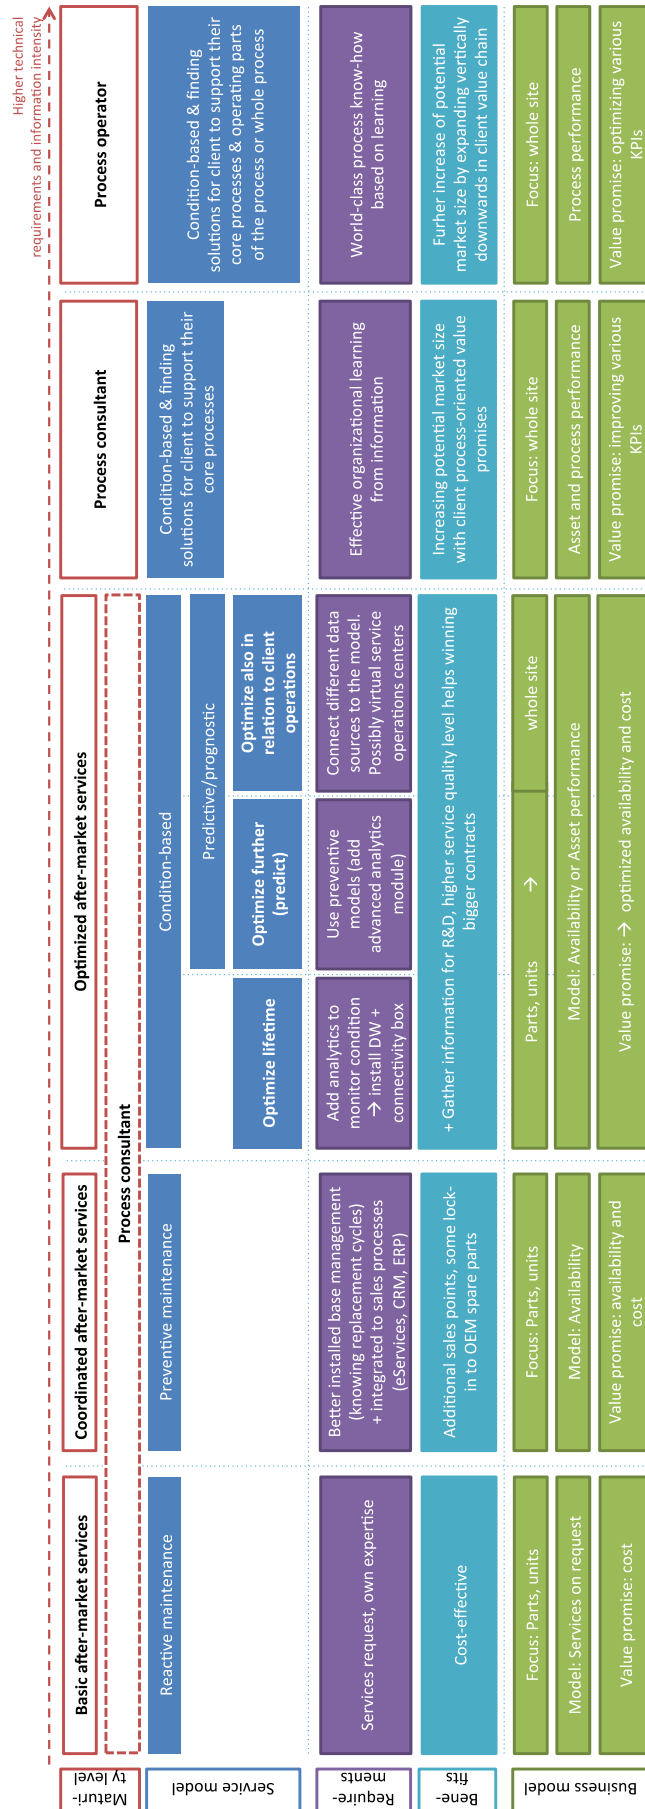 Higher technical
requirements and information intensity
Maturi-
ty level
Basic after-market services
Coordinated after-market services
Optimized after-market services
Process consultant
Process operator
Process consultant
Service model
Reactive maintenance
Preventive maintenance
Condition-based
Predictive/prognostic
Optimize lifetime
Optimize further
(predict)
Optimize also in
relation to client
operations
Condition-based & finding
solutions for client to support their
core processes
Condition-based & finding
solutions for client to support their
core processes & operating parts
of the process or whole process
Require-
ments
Services request, own expertise
Better installed base management
(knowing replacement cycles)
+ integrated to sales processes
(eServices, CRM, ERP)
Add analytics to
monitor condition
→ install DW +
connectivity box
Use preventive
models (add
advanced analytics
module)
Connect different data
sources to the model.
Possibly virtual service
operations centers
Effective organizational learning
from information
World-class process know-how
based on learning
Bene-
fits
Cost-effective
Additional sales points, some lock-
in to OEM spare parts
+ Gather information for R&D, higher service quality level helps winning
bigger contracts
Increasing potential market size
with client process-oriented value
promises
Further increase of potential
market size by expanding vertically
downwards in client value chain
Business model
Focus: Parts, units
Focus: Parts, units
Parts, units →
whole site
Focus: whole site
Focus: whole site
Model: Services on request
Model: Availability
Model: Availability or Asset performance
Asset and process performance
Process performance
Value promise: cost
Value promise: availability and
cost
Value promise: → optimized availability and cost
Value promise: improving various
KPIs
Value promise: optimizing various
KPIs